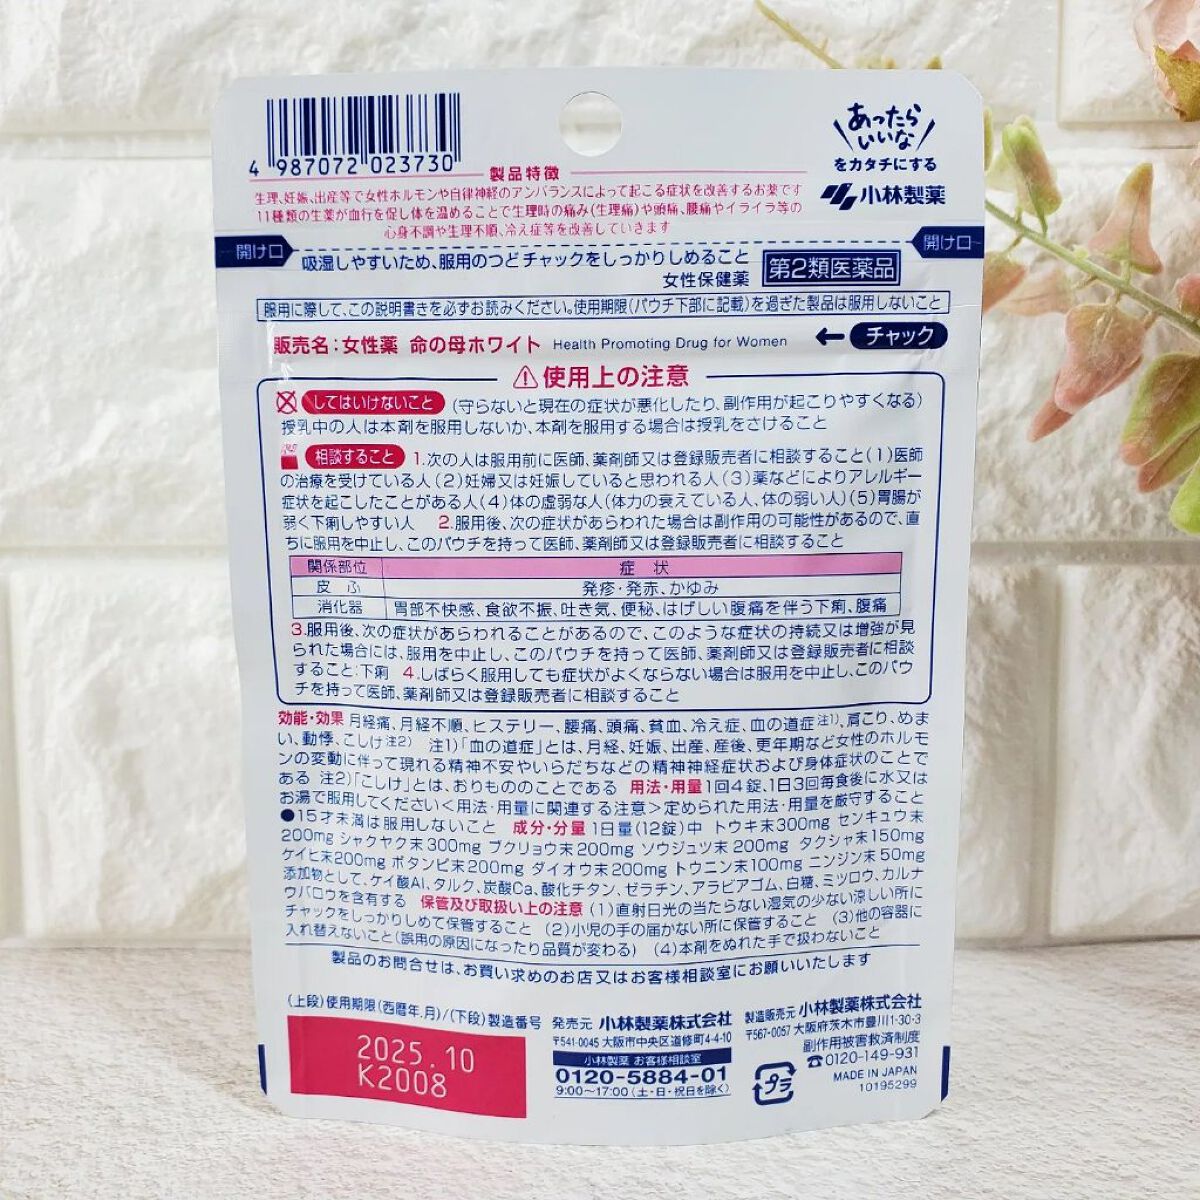 あったら
いいな
をカタチにする
小林製薬
4 987072 023730
製品特徴
生理、妊娠、出産等で女性ホルモンや自律神経のアンバランスによって起こる症状を改善するお薬です
11種類の生薬が血行を促し体を温めることで生理時の痛み(生理痛)や頭痛、腰痛やイライラ等の
心身不調や生理不順、冷え症等を改善していきます
開け口
開け口
吸湿しやすいため、服用のつどチャックをしっかりしめること
女性保健薬 第2類医薬品
服用に際して、この説明書きを必ずお読みください。使用期限(パウチ下部に記載)を過ぎた製品は服用しないこと
販売名:女性薬 命の母ホワイト Health Promoting Drug for Women
← チャック
⚠使用上の注意
してはいけないこと (守らないと現在の症状が悪化したり、副作用が起こりやすくなる)
授乳中の人は本剤を服用しないか、本剤を服用する場合は授乳をさけること
相談すること 1.次の人は服用前に医師、薬剤師又は登録販売者に相談すること(1)医師
の治療を受けている人(2)妊婦又は妊娠していると思われる人(3)薬などによりアレルギー
症状を起こしたことがある人(4)体の虚弱な人(体力の衰えている人、体の弱い人)(5)胃腸が
弱く下痢しやすい人 2.服用後、次の症状があらわれた場合は副作用の可能性があるので、直
ちに服用を中止し、このパウチを持って医師、薬剤師又は登録販売者に相談すること
関係部位 症状
皮ふ 発疹・発赤、かゆみ
消化器 胃部不快感、食欲不振、吐き気、便秘、はげしい腹痛を伴う下痢、腹痛
3.服用後、次の症状があらわれることがあるので、このような症状の持続又は増強が見
られた場合には、服用を中止し、このパウチを持って医師、薬剤師又は登録販売者に相談
すること:下痢 4.しばらく服用しても症状がよくならない場合は服用を中止し、このパウ
チを持って医師、薬剤師又は登録販売者に相談すること
効能・効果 月経痛、月経不順、ヒステリー、腰痛、頭痛、貧血、冷え症、血の道症注1)、肩こり、めま
い、動悸、こしけ注2) 注1)「血の道症」とは、月経、妊娠、出産、産後、更年期など女性のホルモ
ンの変動に伴って現れる精神不安やいらだちなどの精神神経症状および身体症状のことで
ある 注2)「こしけ」とは、おりもののことである 用法・用量 1回4錠、1日3回毎食後に水又は
お湯で服用してください<用法・用量に関連する注意>定められた用法・用量を厳守すること
●15才未満は服用しないこと 成分・分量 1日量(12錠)中 トウキ末300mg センキュウ末
200mg シャクヤク末300mg ブクリョウ末200mg ソウジュツ末200mg タクシャ末150mg
ケイヒ末200mg ボタンピ末200mg ダイオウ末200mg トウニン末100mg ニンジン末50mg
添加物として、ケイ酸Al、タルク、炭酸Ca、酸化チタン、ゼラチン、アラビアゴム、白糖、ミツロウ、カルナ
ウバロウを含有する 保管及び取扱い上の注意 (1)直射日光の当たらない湿気の少ない涼しい所に
チャックをしっかりしめて保管すること (2)小児の手の届かない所に保管すること (3)他の容器に
入れ替えないこと(誤用の原因になったり品質が変わる) (4)本剤をぬれた手で扱わないこと
製品のお問合せは、お買い求めのお店又はお客様相談室にお願いいたします
(上段)使用期限(西暦年.月)/(下段)製造番号
2025.10
K2008
発売元 小林製薬株式会社
〒541-0045 大阪市中央区道修町4-4-10
小林製薬 お客様相談室
0120-5884-01
9:00~17:00(土・日・祝日を除く)
製造販売元 小林製薬株式会社
〒567-0057 大阪府茨木市豊川1-30-3
副作用被害救済制度
☎0120-149-931
プラ
MADE IN JAPAN
10195299